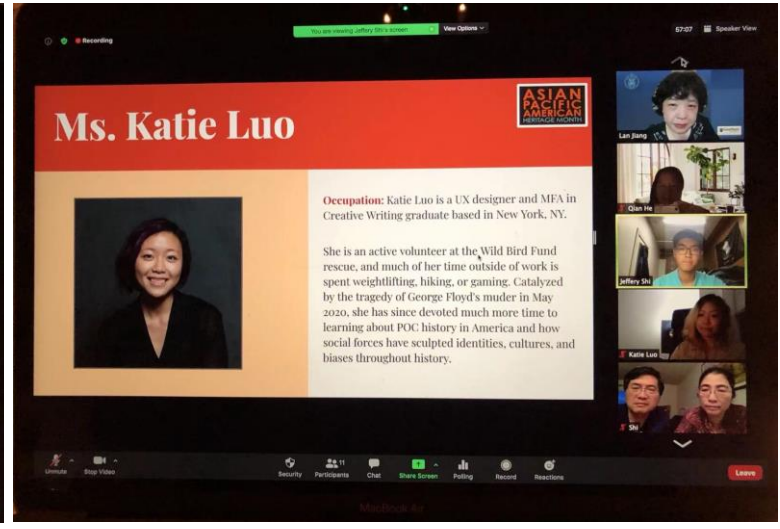 Recording
You are viewing Jeffery Shi's screen
View Options
57:07
Speaker View
Ms. Katie Luo
ASIAN
PACIFIC
AMERICAN
HERITAGE MONTH
Occupation: Katie Luo is a UX designer and MFA in
Creative Writing graduate based in New York, NY.
She is an active volunteer at the Wild Bird Fund
rescue, and much of her time outside of work is
spent weightlifting, hiking, or gaming. Catalyzed
by the tragedy of George Floyd's muder in May
2020, she has since devoted much more time to
learning about POC history in America and how
social forces have sculpted identities, cultures, and
biases throughout history.
Lan Jiang
Qian He
Jeffery Shi
Katie Luo
Shi
Unmute
Stop Video
Security
Participants
11
Chat
Share Screen
Polling
Record
Reactions
Leave
MacBook Air